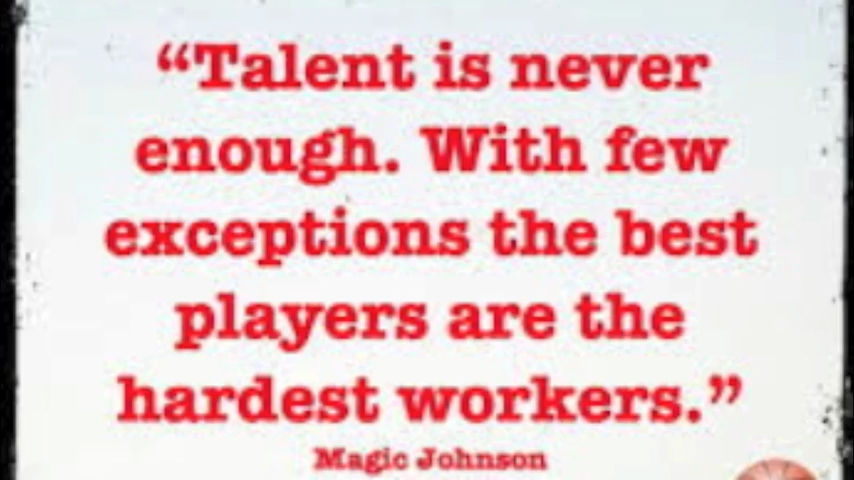 “Talent is never
enough. With few
exceptions the best
players are the
hardest workers.”
Magic Johnson